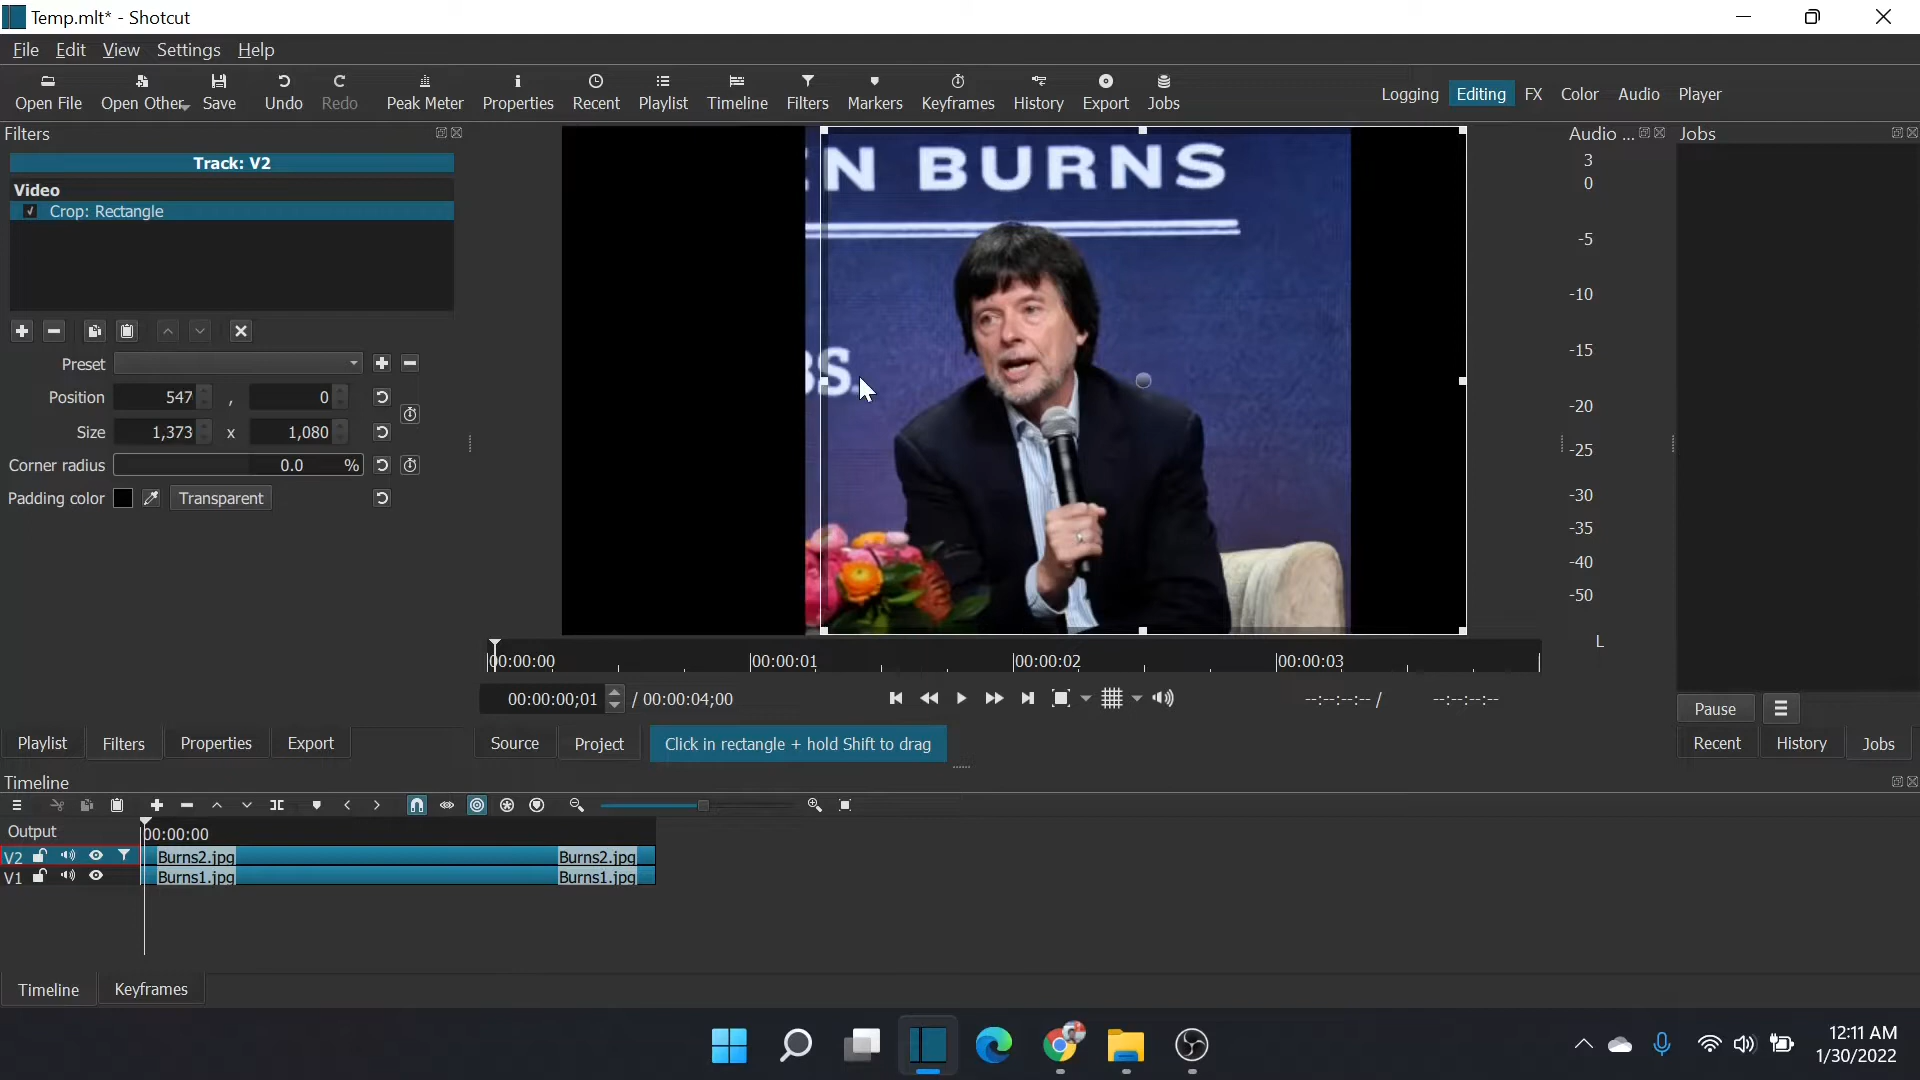 Temp.mlt* - Shotcut
File Edit View Settings Help
Open File Open Other Save Undo Redo Peak Meter Properties Recent Playlist Timeline Filters Markers Keyframes History Export Jobs Logging Editing FX Color Audio Player
Filters
Track: V2
Video
Crop: Rectangle
Preset
Position 547 , 0
Size 1,373 x 1,080
Corner radius 0.0 %
Padding color Transparent
Playlist Filters Properties Export
EN BURNS
BS.
00:00:00 00:00:01 00:00:02 00:00:03
00:00:00;01 / 00:00:04;00 --:--:--:-- / --:--:--:--
Source Project Click in rectangle + hold Shift to drag
Audio ...
3
0
-5
-10
-15
-20
-25
-30
-35
-40
-50
L
Jobs
Pause
Recent History Jobs
Timeline
Output 00:00:00
V2 Burns2.jpg Burns2.jpg
V1 Burns1.jpg Burns1.jpg
Timeline Keyframes
12:11 AM
1/30/2022